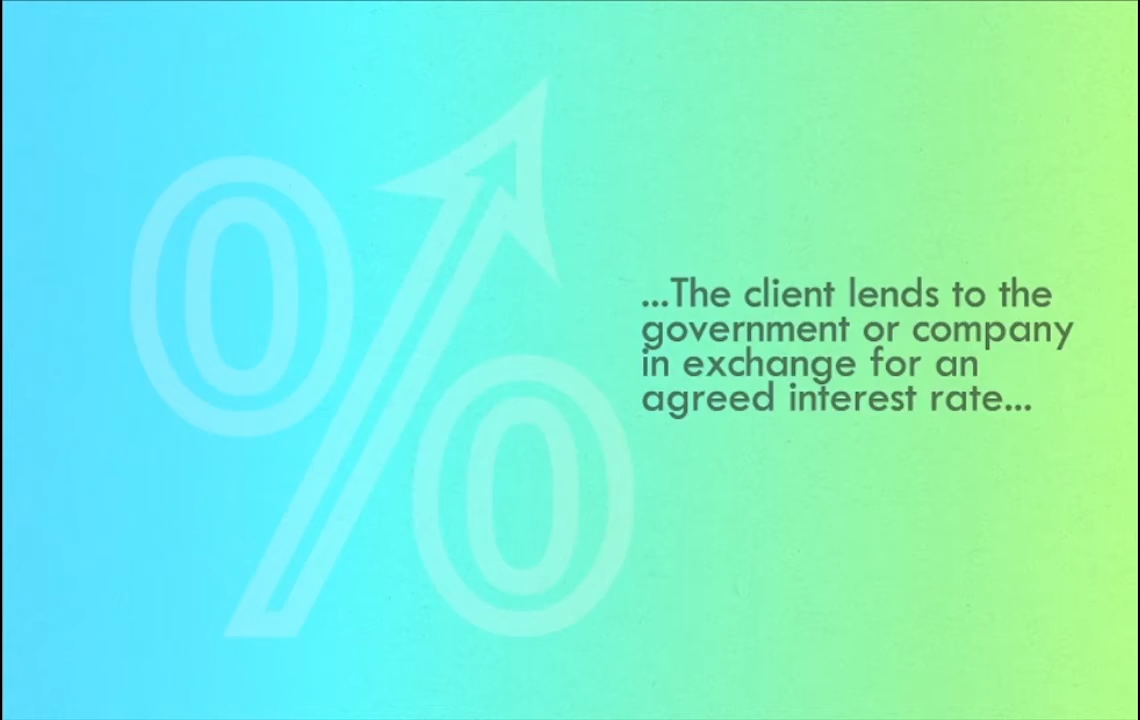 ...The client lends to the
government or company
in exchange for an
agreed interest rate...